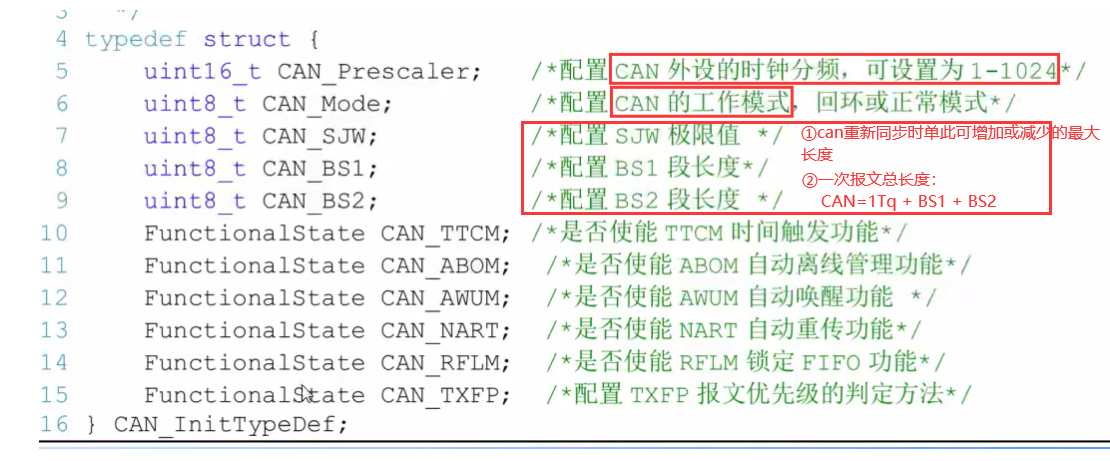 3 */
4 typedef struct {
5 uint16_t CAN_Prescaler; /*配置 CAN 外设的时钟分频，可设置为 1-1024*/
6 uint8_t CAN_Mode; /*配置 CAN 的工作模式，回环或正常模式*/
7 uint8_t CAN_SJW; /*配置 SJW 极限值 */ ①can重新同步时单此可增加或减少的最大
长度
8 uint8_t CAN_BS1; /*配置 BS1 段长度*/
②一次报文总长度：
9 uint8_t CAN_BS2; /*配置 BS2 段长度 */ CAN=1Tq + BS1 + BS2
10 FunctionalState CAN_TTCM; /*是否使能 TTCM 时间触发功能*/
11 FunctionalState CAN_ABOM; /*是否使能 ABOM 自动离线管理功能*/
12 FunctionalState CAN_AWUM; /*是否使能 AWUM 自动唤醒功能 */
13 FunctionalState CAN_NART; /*是否使能 NART 自动重传功能*/
14 FunctionalState CAN_RFLM; /*是否使能 RFLM 锁定 FIFO 功能*/
15 FunctionalState CAN_TXFP; /*配置 TXFP 报文优先级的判定方法*/
16 } CAN_InitTypeDef;